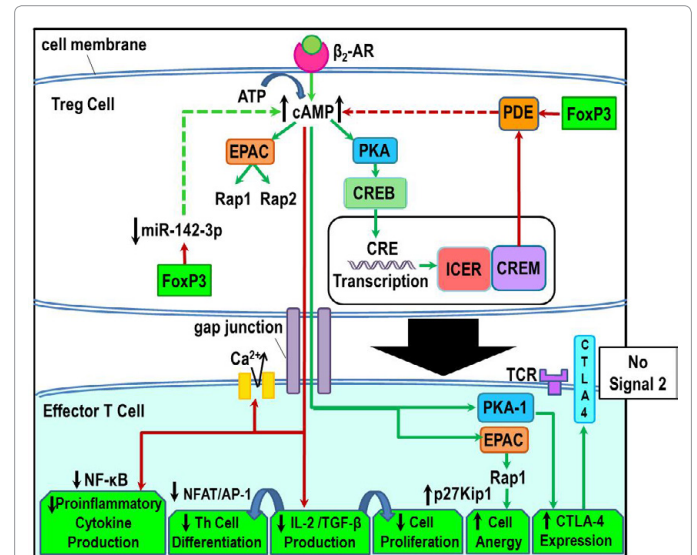 cell membrane
β2-AR
Treg Cell
ATP
cAMP
PDE
FoxP3
EPAC
PKA
Rap1 Rap2
CREB
miR-142-3p
CRE
Transcription
ICER
CREM
FoxP3
gap junction
Ca2+
TCR
CTLA4
No
Signal 2
Effector T Cell
PKA-1
EPAC
NF-κB
NFAT/AP-1
p27Kip1
Rap1
Proinflammatory
Cytokine
Production
Th Cell
Differentiation
IL-2 /TGF-β
Production
Cell
Proliferation
Cell
Anergy
CTLA-4
Expression